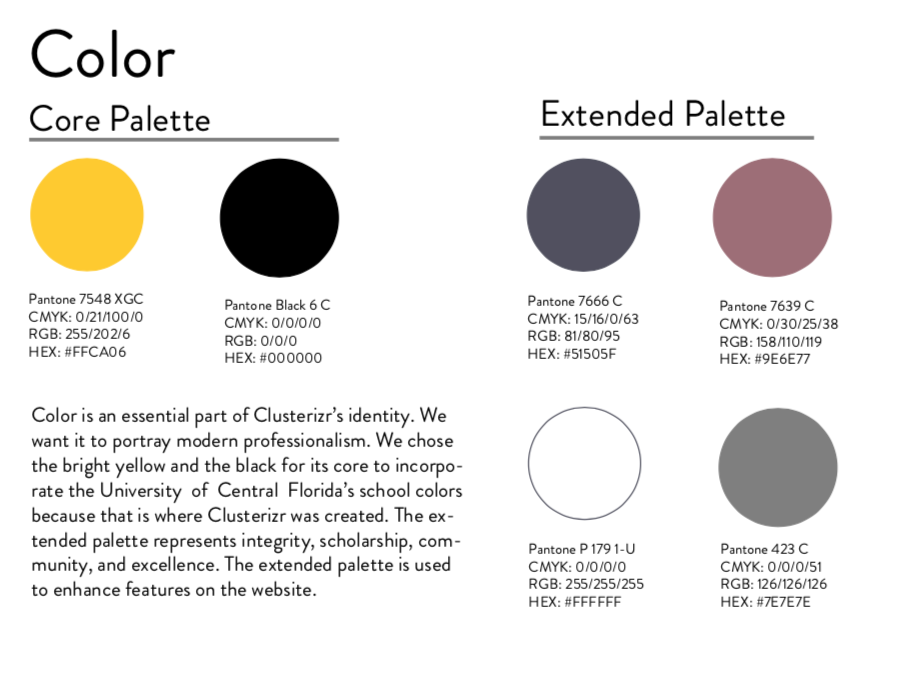 Color
Core Palette
Pantone 7548 XGC
CMYK: 0/21/100/0
RGB: 255/202/6
HEX: #FFCA06
Pantone Black 6 C
CMYK: 0/0/0/0
RGB: 0/0/0
HEX: #000000
Color is an essential part of Clusterizr’s identity. We
want it to portray modern professionalism. We chose
the bright yellow and the black for its core to incorpo-
rate the University of Central Florida’s school colors
because that is where Clusterizr was created. The ex-
tended palette represents integrity, scholarship, com-
munity, and excellence. The extended palette is used
to enhance features on the website.
Extended Palette
Pantone 7666 C
CMYK: 15/16/0/63
RGB: 81/80/95
HEX: #51505F
Pantone 7639 C
CMYK: 0/30/25/38
RGB: 158/110/119
HEX: #9E6E77
Pantone P 179 1-U
CMYK: 0/0/0/0
RGB: 255/255/255
HEX: #FFFFFF
Pantone 423 C
CMYK: 0/0/0/51
RGB: 126/126/126
HEX: #7E7E7E